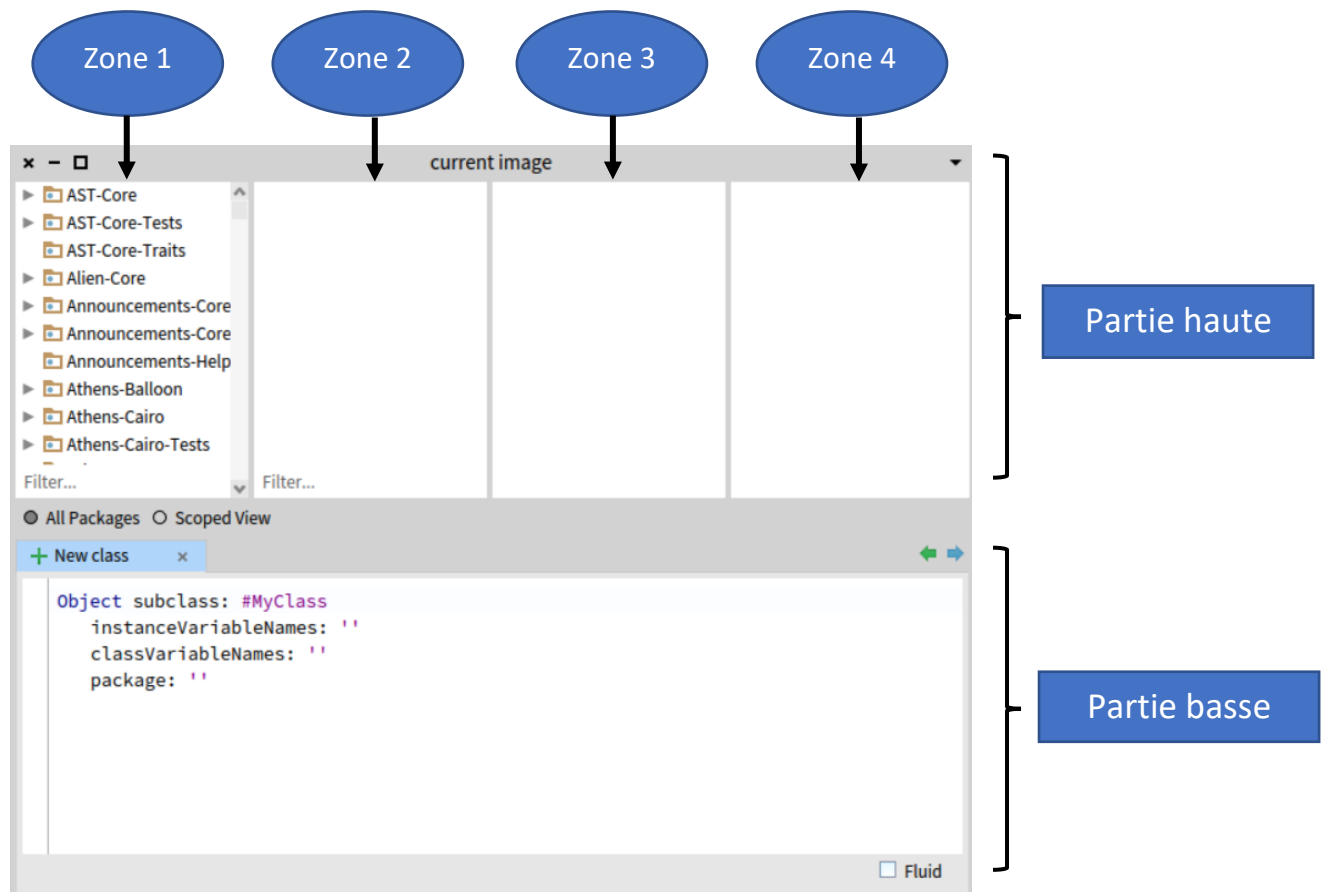 Zone 1
Zone 2
Zone 3
Zone 4
current image
AST-Core
AST-Core-Tests
AST-Core-Traits
Alien-Core
Announcements-Core
Announcements-Core
Announcements-Help
Athens-Balloon
Athens-Cairo
Athens-Cairo-Tests
Filter...
Filter...
Partie haute
All Packages Scoped View
New class
Object subclass: #MyClass
instanceVariableNames: ''
classVariableNames: ''
package: ''
Partie basse
Fluid